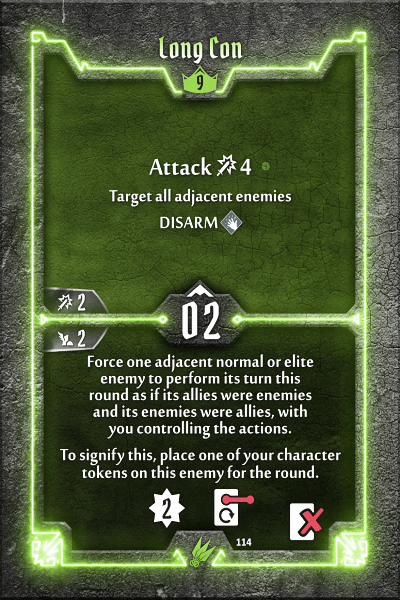 Long Con
9
Attack 4
Target all adjacent enemies
DISARM
2
02
2
Force one adjacent normal or elite
enemy to perform its turn this
round as if its allies were enemies
and its enemies were allies, with
you controlling the actions.
To signify this, place one of your character
tokens on this enemy for the round.
2
114